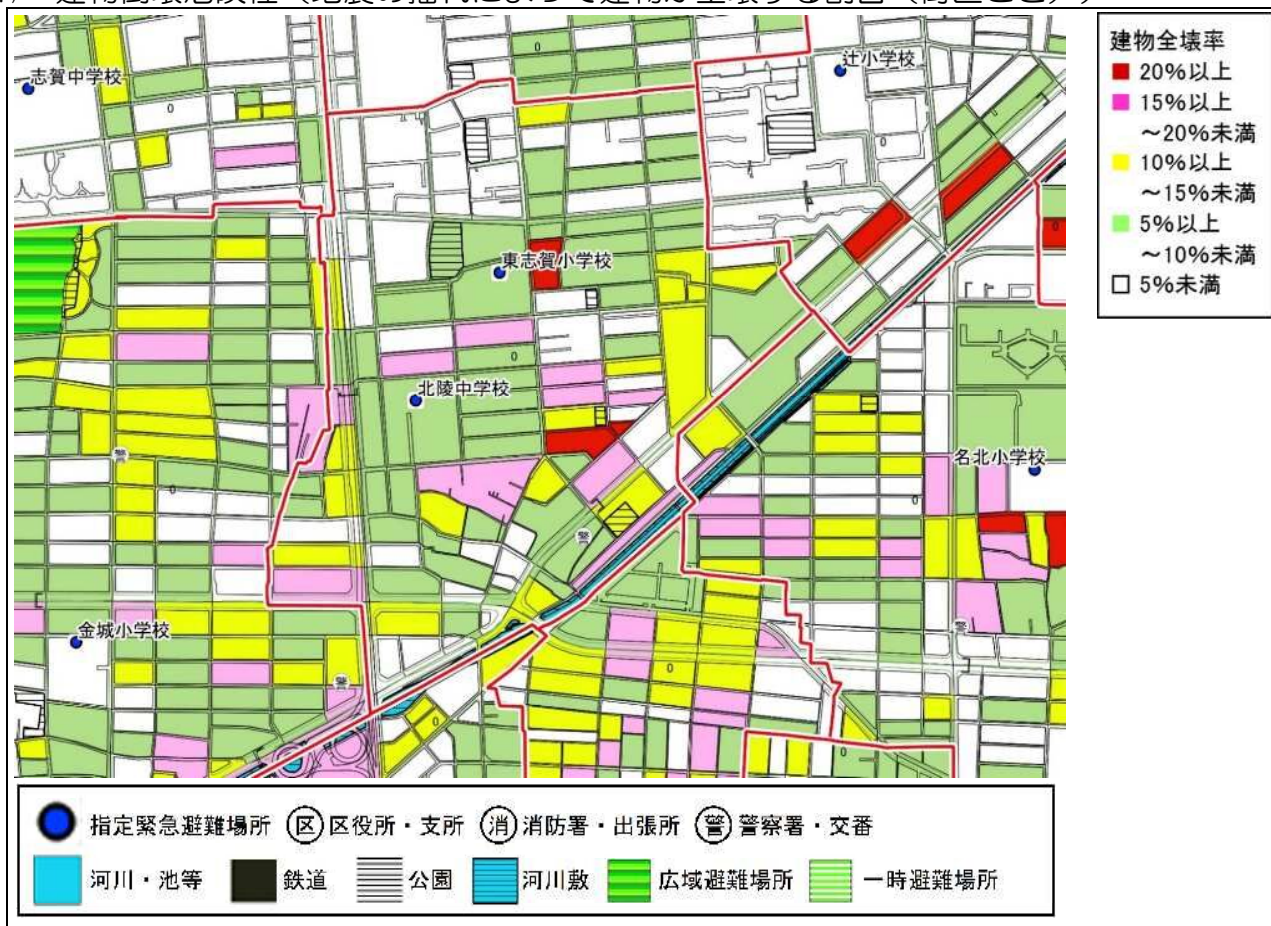 建物全壊率
20%以上
15%以上
～20%未満
10%以上
～15%未満
5%以上
～10%未満
5%未満
志賀中学校
辻小学校
東志賀小学校
北陵中学校
名北小学校
金城小学校
警
警
警
警
指定緊急避難場所 区 区役所・支所 消 消防署・出張所 警 警察署・交番
河川・池等 鉄道 公園 河川敷 広域避難場所 一時避難場所